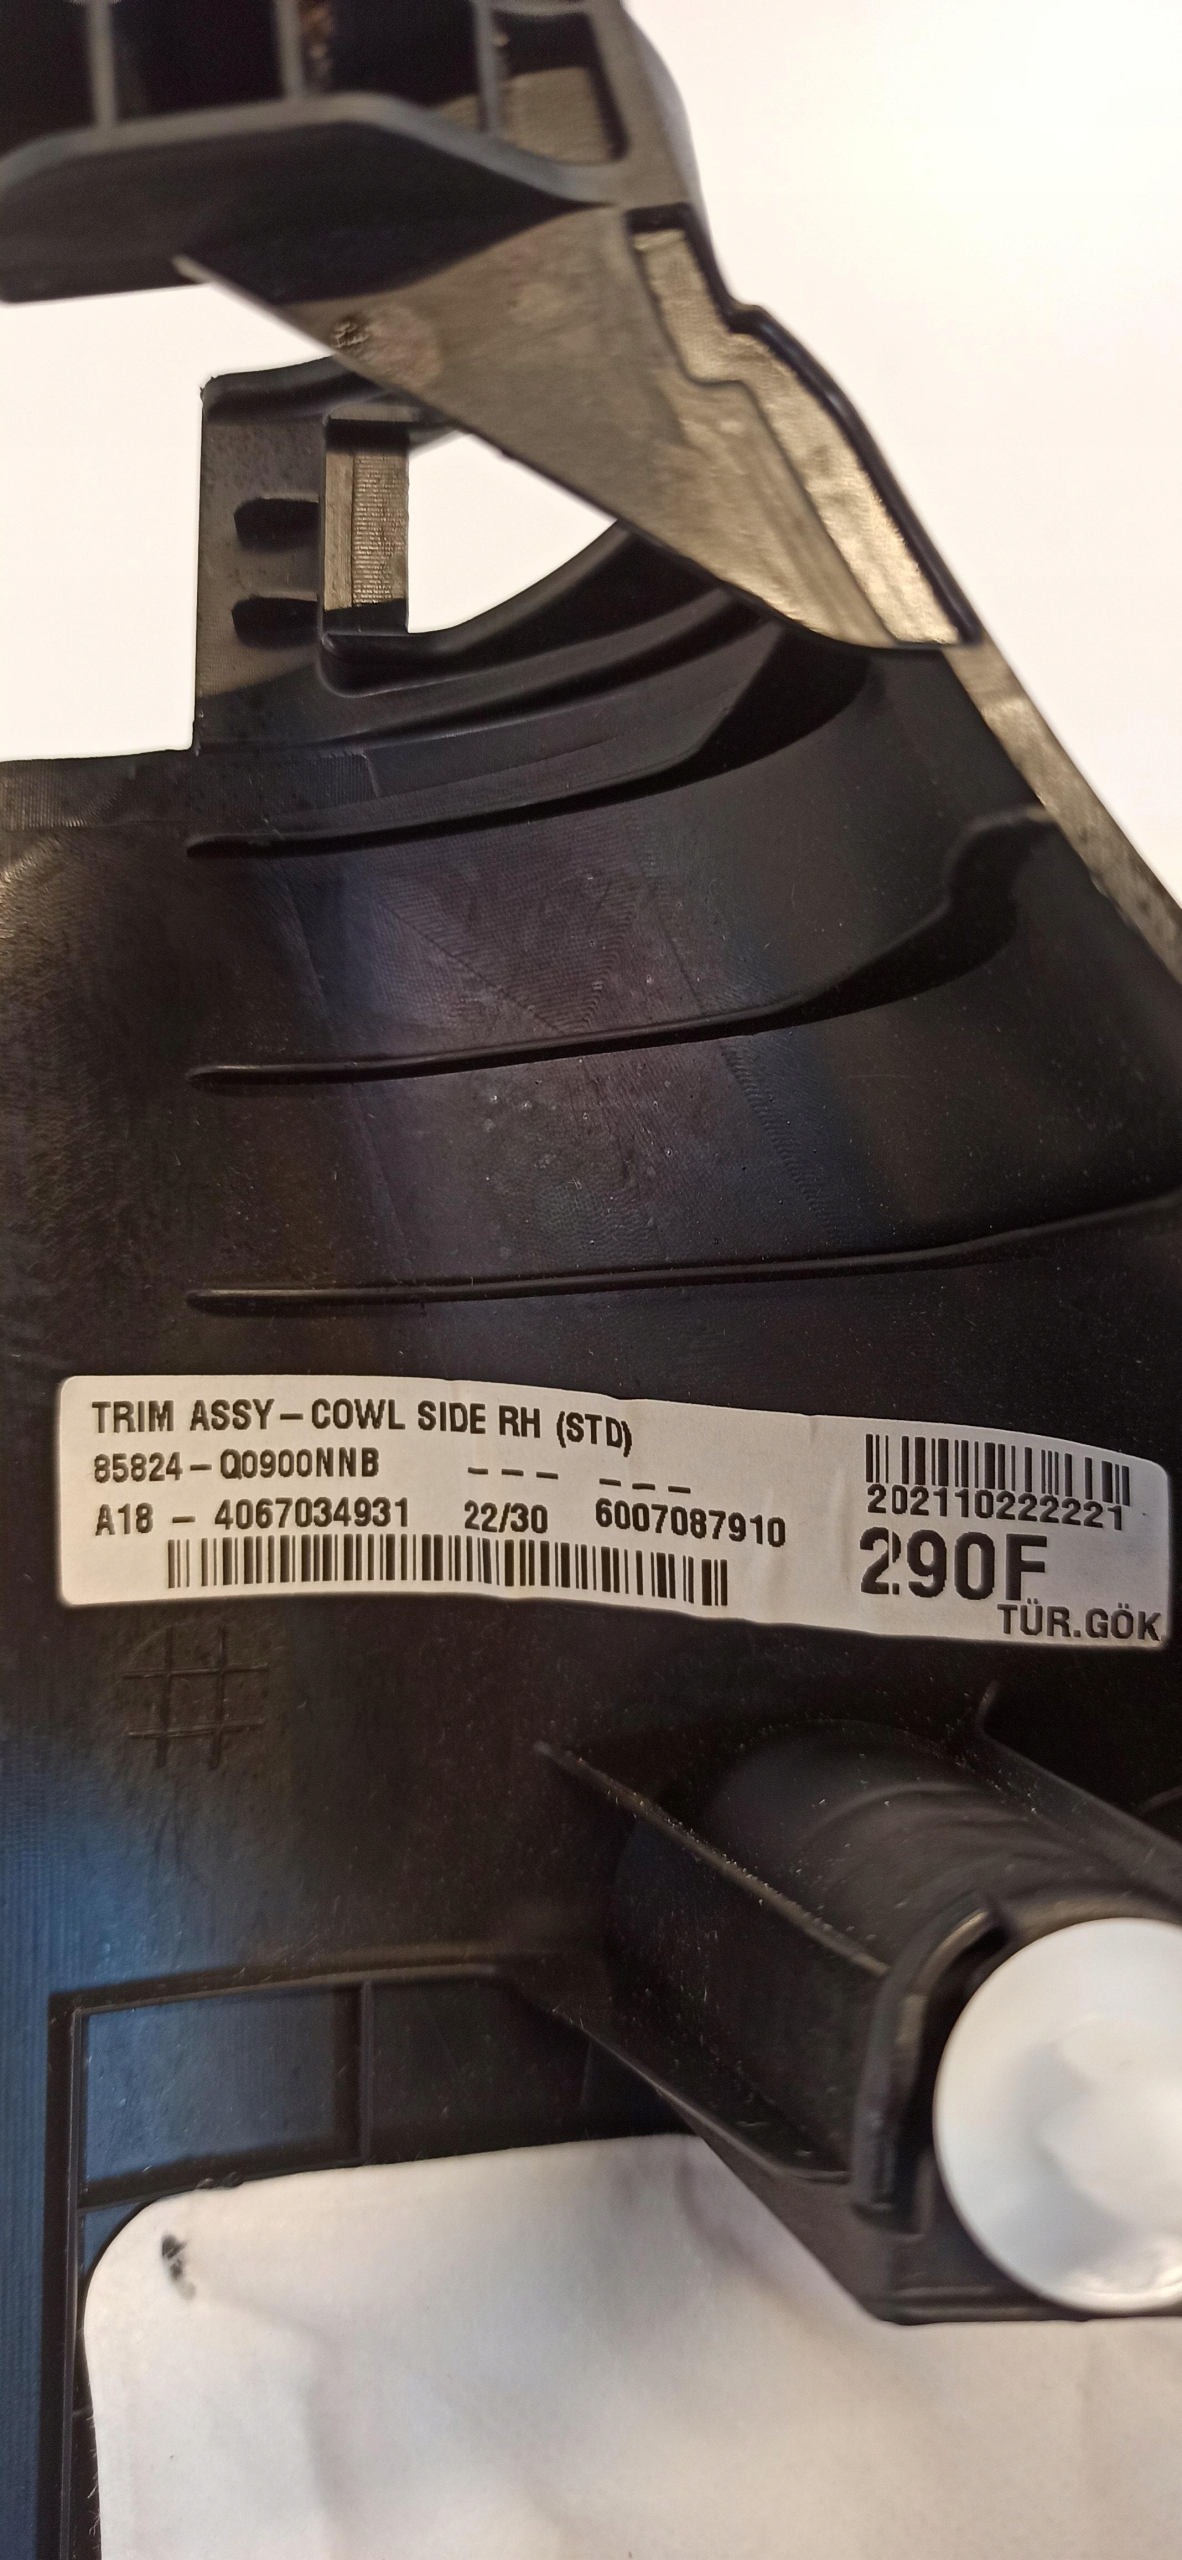 TRIM ASSY-COWL SIDE RH (STD)
85824-Q0900NNB --- ---
A18 - 4067034931 22/30 6007087910
202110222221
290F
TÜR.GÖK